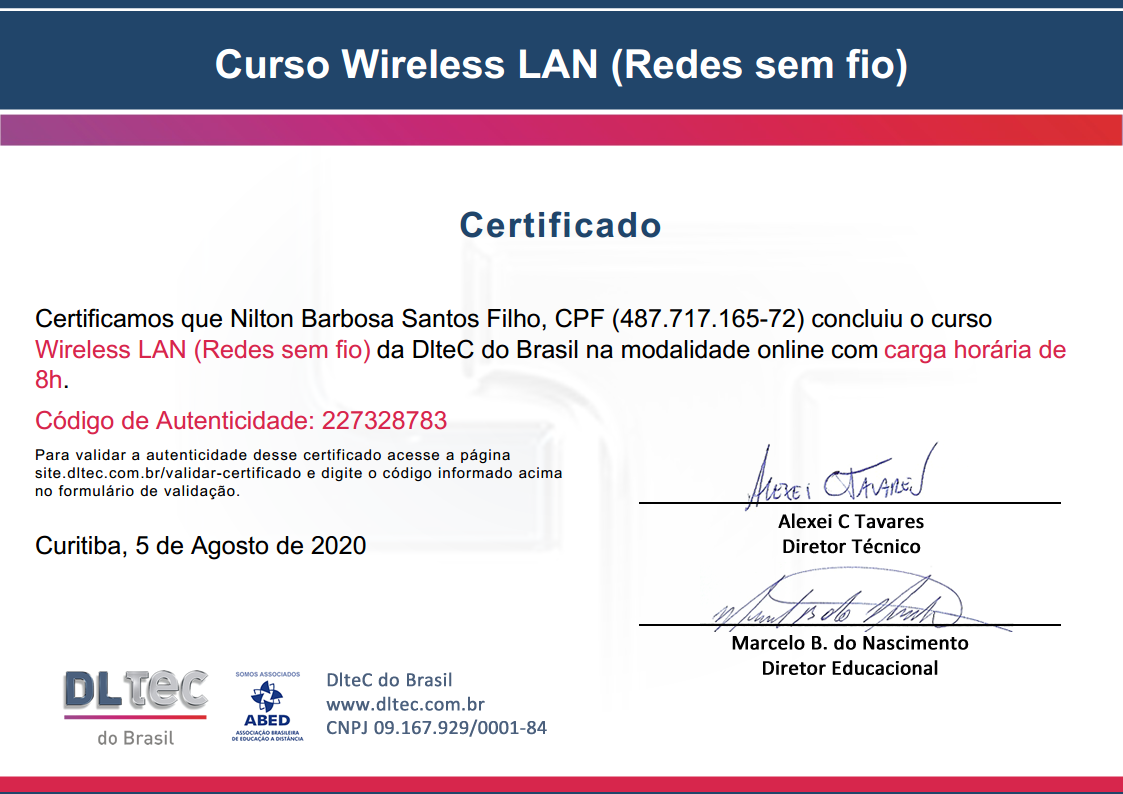 Curso Wireless LAN (Redes sem fio)
Certificado
Certificamos que Nilton Barbosa Santos Filho, CPF (487.717.165-72) concluiu o curso
Wireless LAN (Redes sem fio) da DlteC do Brasil na modalidade online com carga horária de
8h.
Código de Autenticidade: 227328783
Para validar a autenticidade desse certificado acesse a página
site.dltec.com.br/validar-certificado e digite o código informado acima
no formulário de validação.
Curitiba, 5 de Agosto de 2020
Alexei C Tavares
Alexei C Tavares
Diretor Técnico
Marcelo B. do Nascimento
Diretor Educacional
DLTEC
do Brasil
SOMOS ASSOCIADOS
ABED
ASSOCIAÇÃO BRASILEIRA
DE EDUCAÇÃO A DISTÂNCIA
DlteC do Brasil
www.dltec.com.br
CNPJ 09.167.929/0001-84